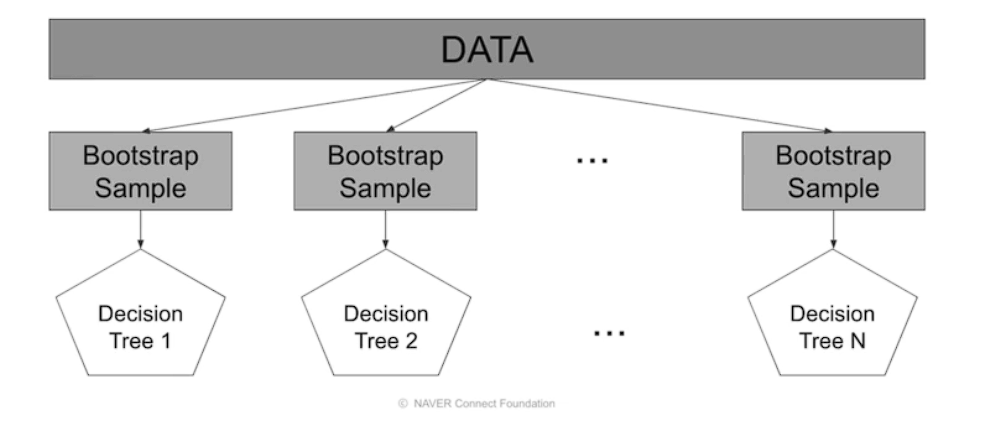 DATA
Bootstrap
Sample
Bootstrap
Sample
...
Bootstrap
Sample
Decision
Tree 1
Decision
Tree 2
...
Decision
Tree N
© NAVER Connect Foundation